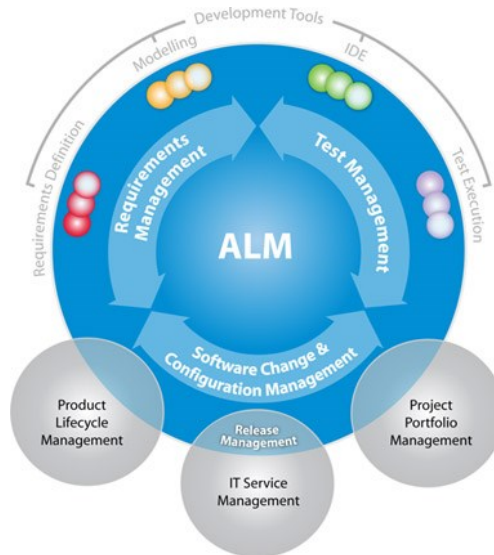 Development Tools
Modelling
IDE
Requirements Definition
Test Execution
Requirements
Management
Test Management
ALM
Software Change &
Configuration Management
Product
Lifecycle
Management
Release
Management
IT Service
Management
Project
Portfolio
Management